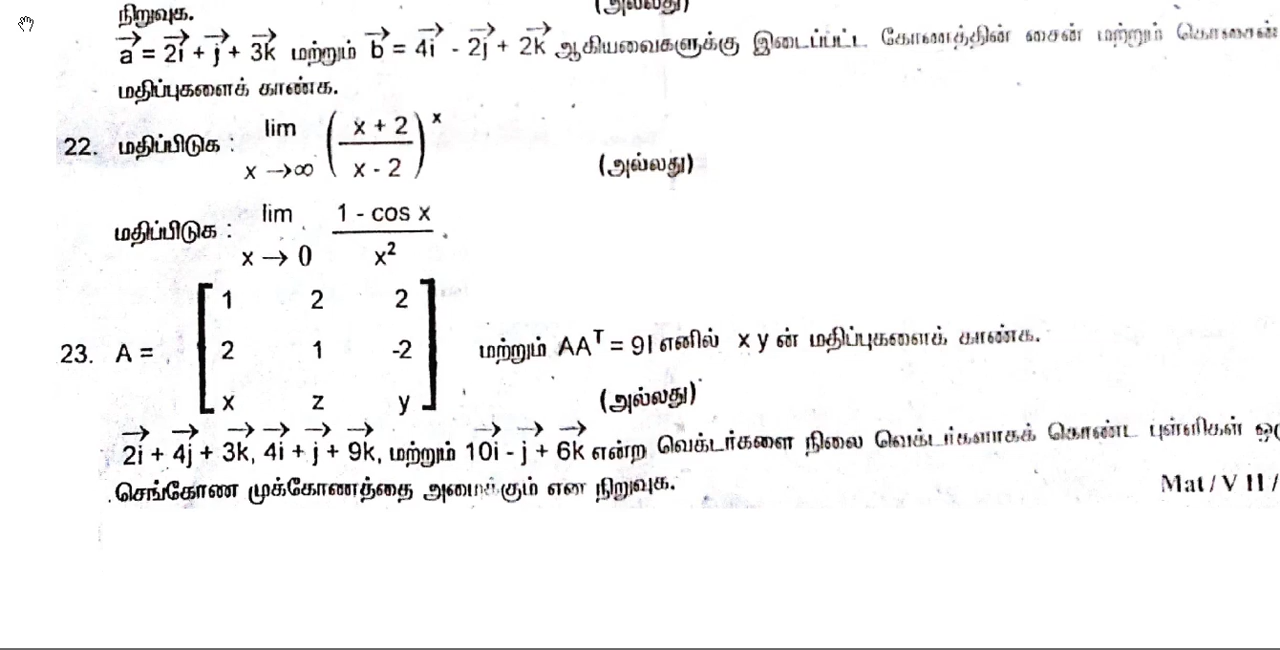 நிறுவுக. (அல்லது)
a⃗ = 2i⃗ + j⃗ + 3k⃗ மற்றும் b⃗ = 4i⃗ - 2j⃗ + 2k⃗ ஆகியவைகளுக்கு இடைப்பட்ட கோணத்தின் சைன் மற்றும் கொசைன்
மதிப்புகளைக் காண்க.
22. மதிப்பிடுக : lim x →∞ ( x + 2 / x - 2 )^x
(அல்லது)
மதிப்பிடுக : lim x → 0 1 - cos x / x²
23. A = [ 1 2 2
2 1 -2
x z y ] மற்றும் AAᵀ = 9I எனில் x y ன் மதிப்புகளைக் காண்க.
(அல்லது)
2i⃗ + 4j⃗ + 3k⃗, 4i⃗ + j⃗ + 9k⃗, மற்றும் 10i⃗ - j⃗ + 6k⃗ என்ற வெக்டர்களை நிலை வெக்டர்களாகக் கொண்ட புள்ளிகள்
செங்கோண முக்கோணத்தை அமைக்கும் என நிறுவுக.
Mat / V II /